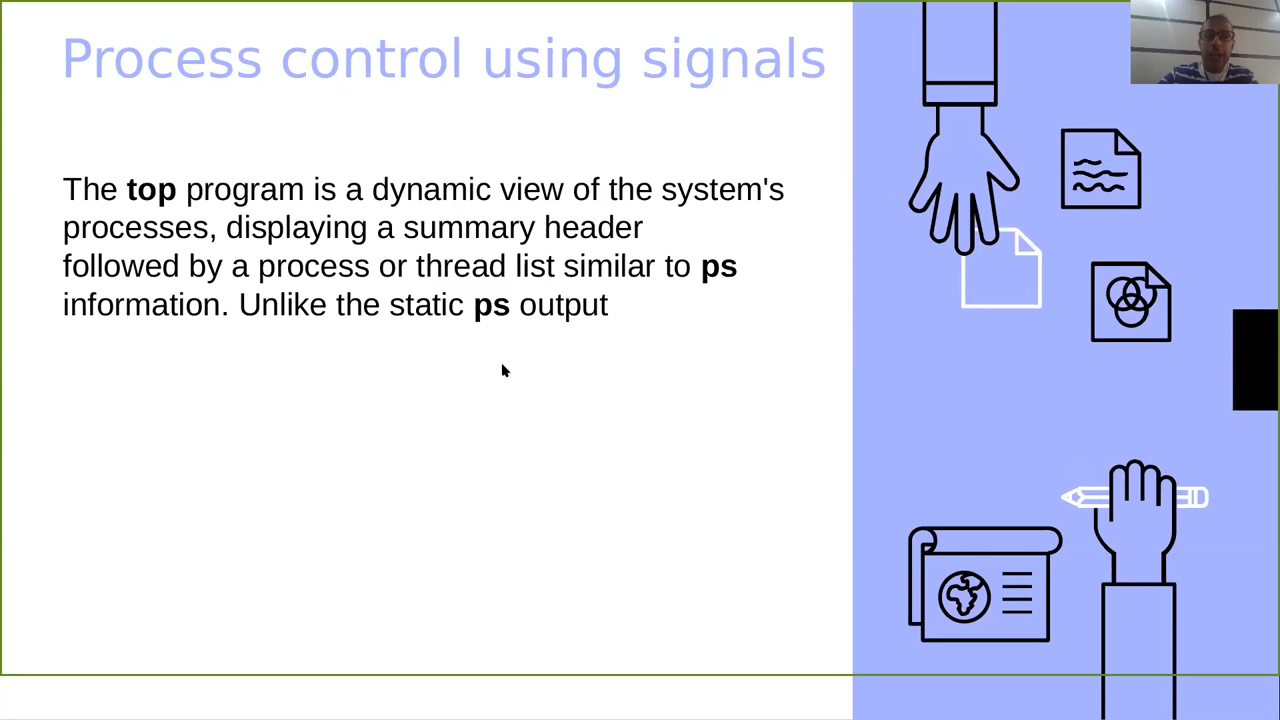 Process control using signals
The top program is a dynamic view of the system's
processes, displaying a summary header
followed by a process or thread list similar to ps
information. Unlike the static ps output